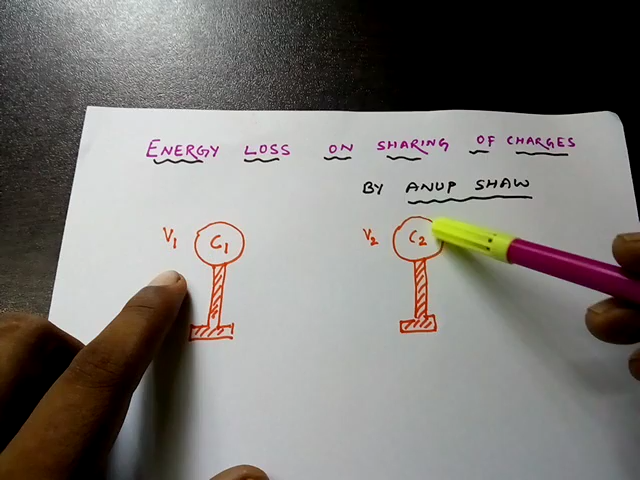 ENERGY LOSS ON SHARING OF CHARGES
BY ANUP SHAW
V1 C1 V2 C2